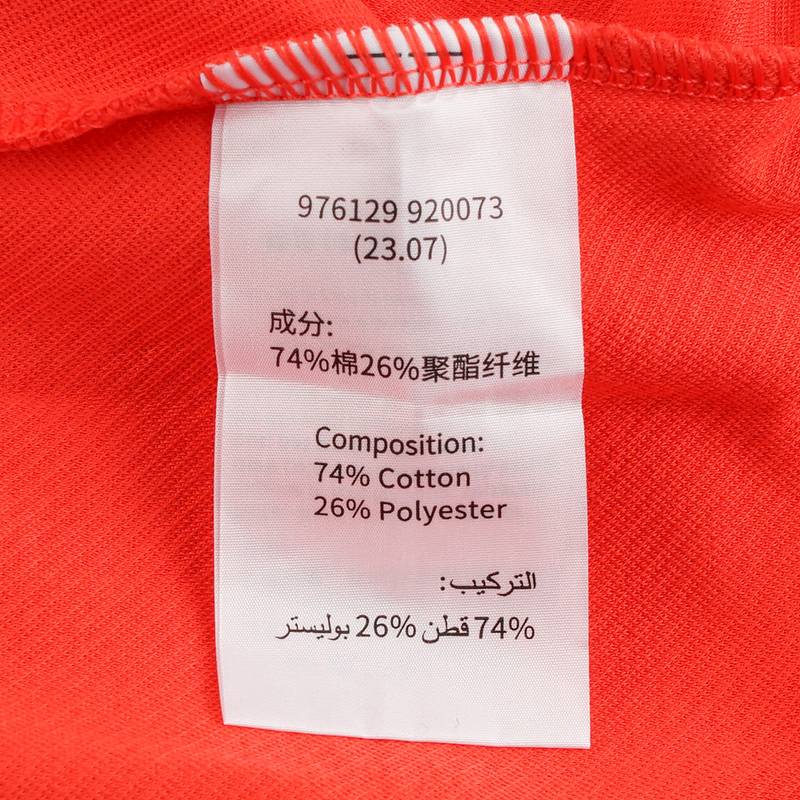 976129 920073
(23.07)
成分:
74%棉26%聚酯纤维
Composition:
74% Cotton
26% Polyester
التركيب:
74% قطن 26% بوليستر